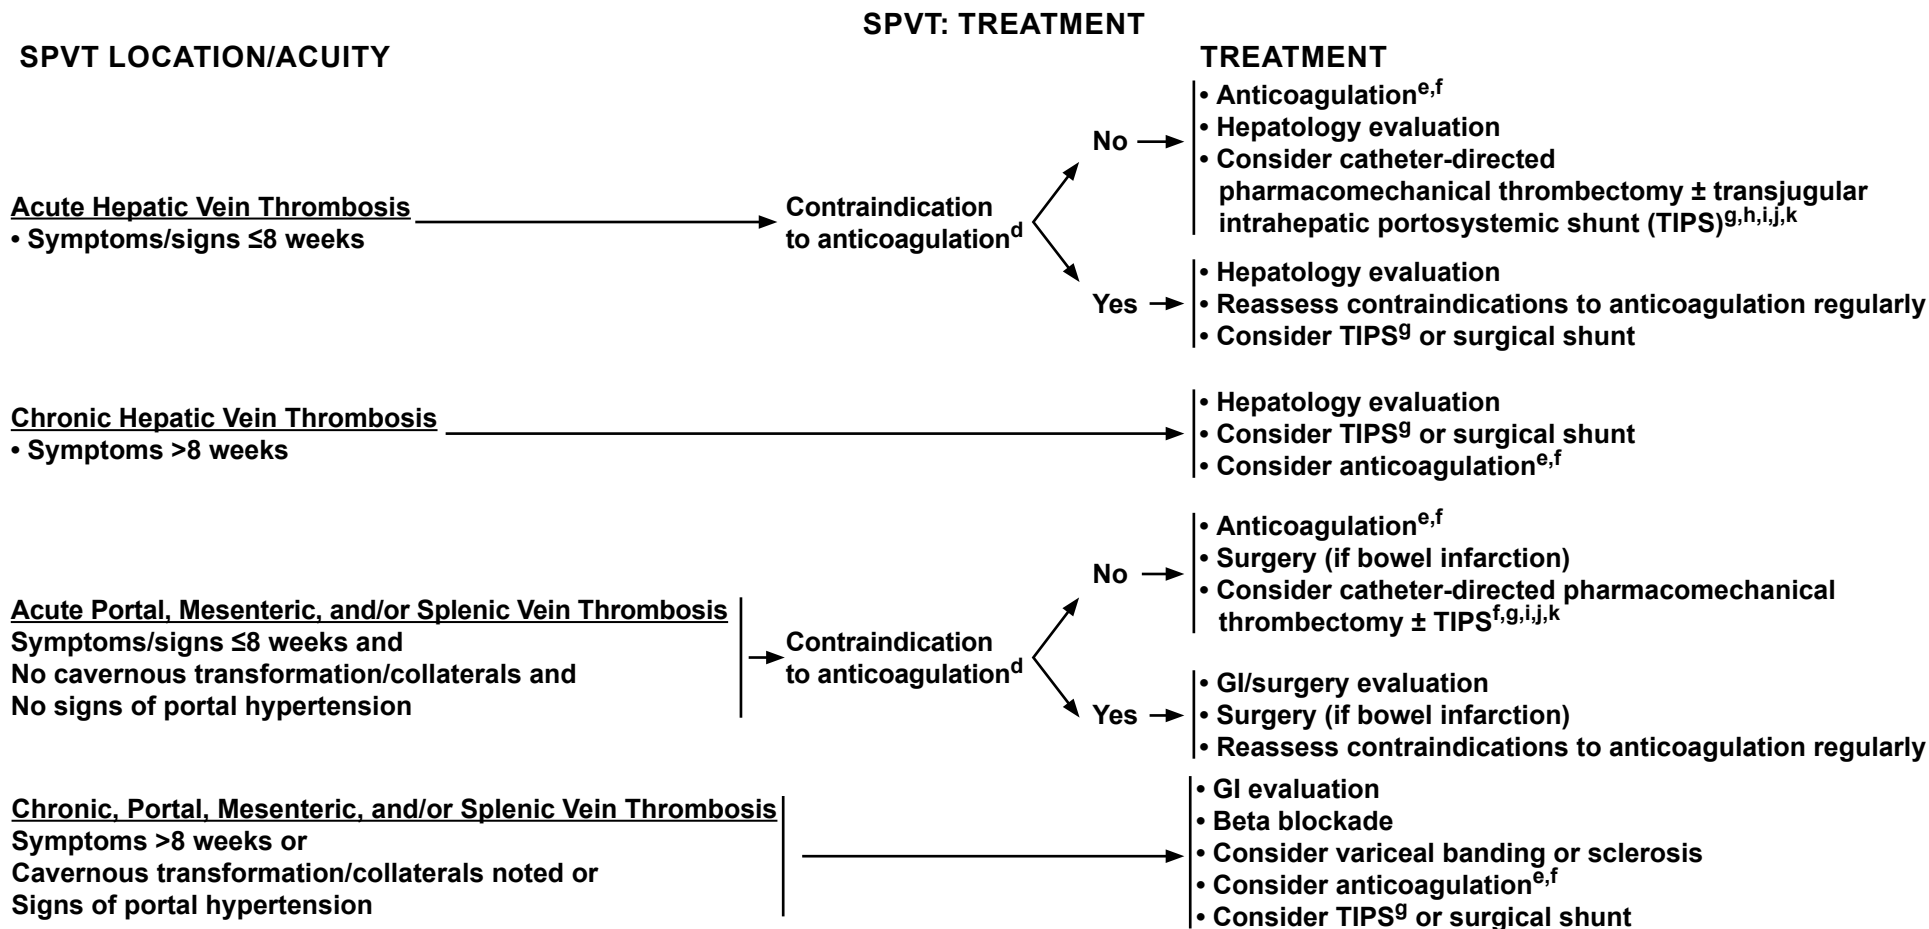 SPVT: TREATMENT
SPVT LOCATION/ACUITY
TREATMENT
Acute Hepatic Vein Thrombosis
• Symptoms/signs ≤8 weeks
Contraindication
to anticoagulationd
No
• Anticoagulatione,f
• Hepatology evaluation
• Consider catheter-directed
pharmacomechanical thrombectomy ± transjugular
intrahepatic portosystemic shunt (TIPS)g,h,i,j,k
Yes
• Hepatology evaluation
• Reassess contraindications to anticoagulation regularly
• Consider TIPSg or surgical shunt
Chronic Hepatic Vein Thrombosis
• Symptoms >8 weeks
• Hepatology evaluation
• Consider TIPSg or surgical shunt
• Consider anticoagulatione,f
Acute Portal, Mesenteric, and/or Splenic Vein Thrombosis
Symptoms/signs ≤8 weeks and
No cavernous transformation/collaterals and
No signs of portal hypertension
Contraindication
to anticoagulationd
No
• Anticoagulatione,f
• Surgery (if bowel infarction)
• Consider catheter-directed pharmacomechanical
thrombectomy ± TIPSf,g,i,j,k
Yes
• GI/surgery evaluation
• Surgery (if bowel infarction)
• Reassess contraindications to anticoagulation regularly
Chronic, Portal, Mesenteric, and/or Splenic Vein Thrombosis
Symptoms >8 weeks or
Cavernous transformation/collaterals noted or
Signs of portal hypertension
• GI evaluation
• Beta blockade
• Consider variceal banding or sclerosis
• Consider anticoagulatione,f
• Consider TIPSg or surgical shunt